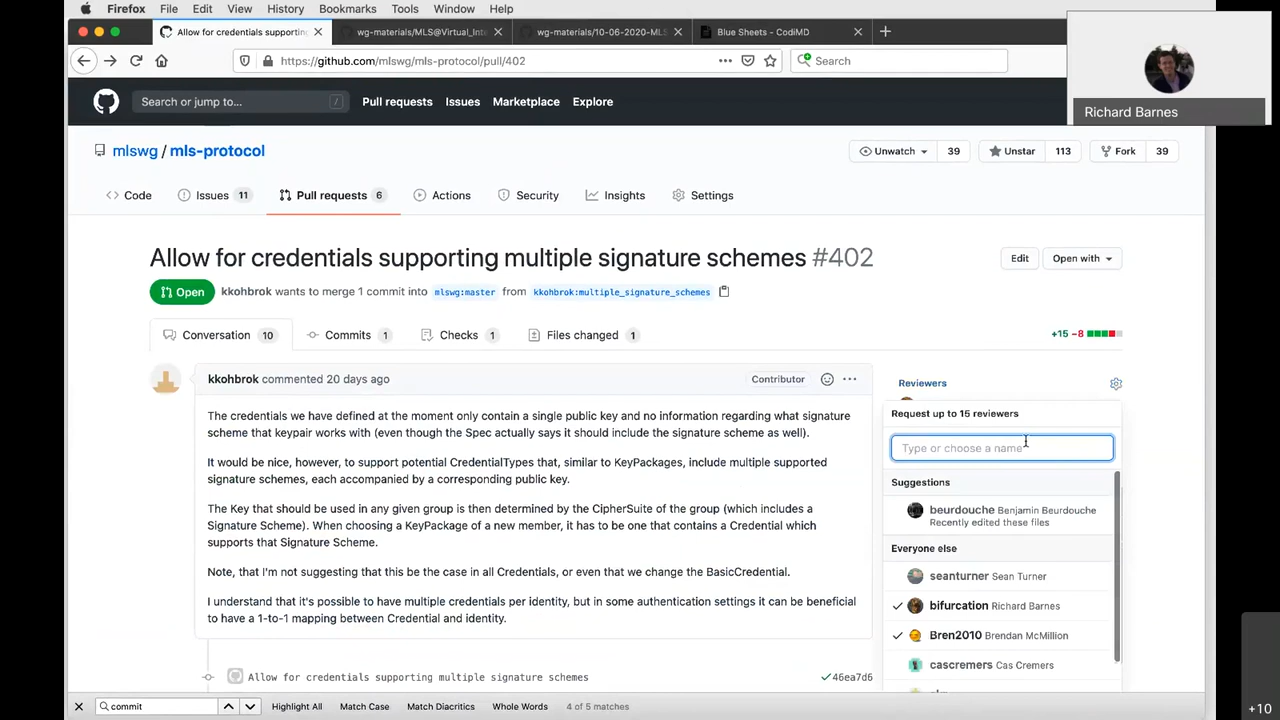 Firefox File Edit View History Bookmarks Tools Window Help
Allow for credentials supporting
wg-materials/MLS@Virtual_Inte
wg-materials/10-06-2020-MLS
Blue Sheets - CodiMD
https://github.com/mlswg/mls-protocol/pull/402
Search
Richard Barnes
Search or jump to... /
Pull requests Issues Marketplace Explore
mlswg / mls-protocol
Unwatch 39 Unstar 113 Fork 39
Code Issues 11 Pull requests 6 Actions Security Insights Settings
Allow for credentials supporting multiple signature schemes #402
Edit Open with
Open kkohbrok wants to merge 1 commit into mlswg:master from kkohbrok:multiple_signature_schemes
Conversation 10 Commits 1 Checks 1 Files changed 1
+15 −8
kkohbrok commented 20 days ago Contributor
The credentials we have defined at the moment only contain a single public key and no information regarding what signature
scheme that keypair works with (even though the Spec actually says it should include the signature scheme as well).
It would be nice, however, to support potential CredentialTypes that, similar to KeyPackages, include multiple supported
signature schemes, each accompanied by a corresponding public key.
The Key that should be used in any given group is then determined by the CipherSuite of the group (which includes a
Signature Scheme). When choosing a KeyPackage of a new member, it has to be one that contains a Credential which
supports that Signature Scheme.
Note, that I'm not suggesting that this be the case in all Credentials, or even that we change the BasicCredential.
I understand that it's possible to have multiple credentials per identity, but in some authentication settings it can be beneficial
to have a 1-to-1 mapping between Credential and identity.
Allow for credentials supporting multiple signature schemes
46ea7d6
Reviewers
Request up to 15 reviewers
Type or choose a name
Suggestions
beurdouche Benjamin Beurdouche
Recently edited these files
Everyone else
seanturner Sean Turner
bifurcation Richard Barnes
Bren2010 Brendan McMillion
cascremers Cas Cremers
commit
Highlight All Match Case Match Diacritics Whole Words 4 of 5 matches
+10